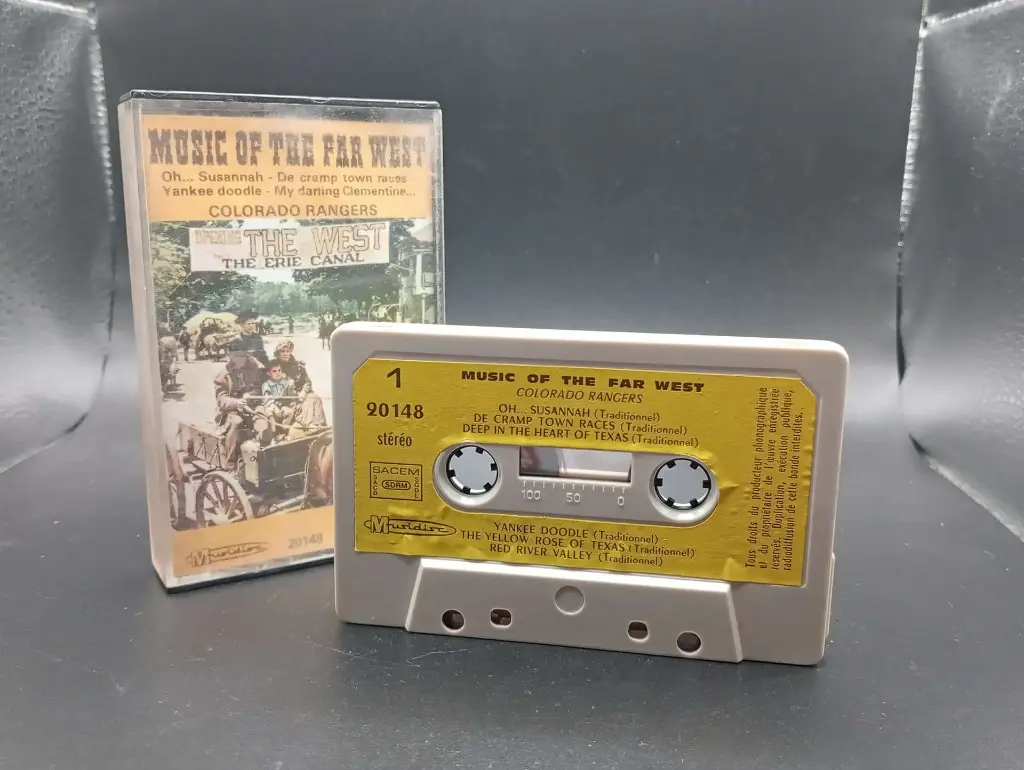 MUSIC OF THE FAR WEST
Oh... Susannah - De cramp town races
Yankee doodle - My darling Clementine...
COLORADO RANGERS
THE WEST
THE ERIE CANAL
Musidisc 20148
1
20148
stéréo
SACEM
SACD SDRM SGDL
Musidisc
MUSIC OF THE FAR WEST
COLORADO RANGERS
OH... SUSANNAH (Traditionnel)
DE CRAMP TOWN RACES (Traditionnel)
DEEP IN THE HEART OF TEXAS (Traditionnel)
100 50 0
YANKEE DOODLE (Traditionnel)
THE YELLOW ROSE OF TEXAS (Traditionnel)
RED RIVER VALLEY (Traditionnel)
Tous droits du producteur phonographique
et du propriétaire de l'œuvre enregistrée
réservés. Duplication, exécution publique,
radiodiffusion de cette bande interdites.